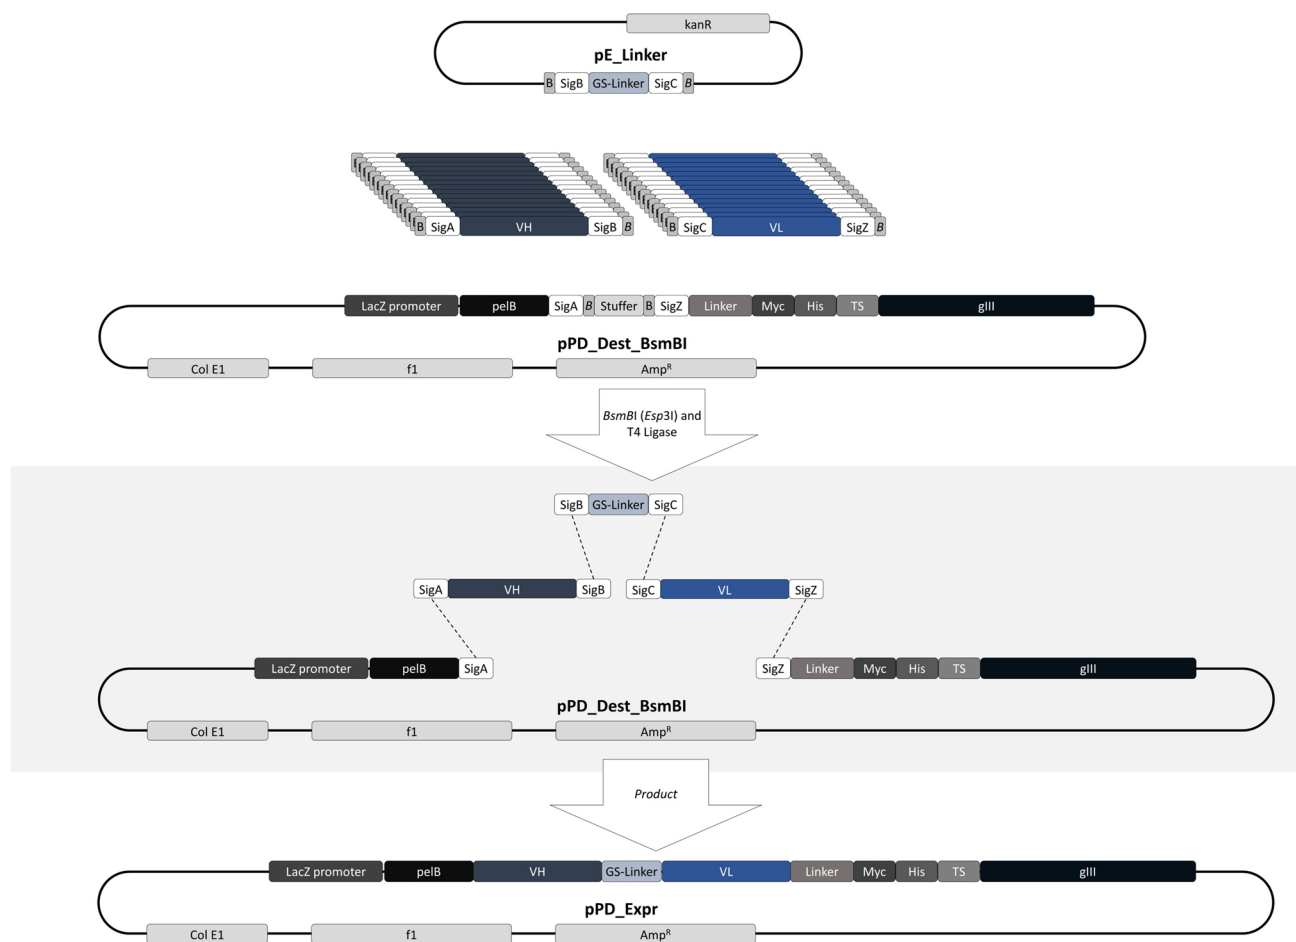 kanR
pE_Linker
B SigB GS-Linker SigC B
B SigA VH SigB B B SigC VL SigZ B
LacZ promoter pelB SigA B Stuffer B SigZ Linker Myc His TS gIII
pPD_Dest_BsmBI
Col E1 f1 AmpR
BsmBI (Esp3I) and
T4 Ligase
SigB GS-Linker SigC
SigA VH SigB SigC VL SigZ
LacZ promoter pelB SigA SigZ Linker Myc His TS gIII
pPD_Dest_BsmBI
Col E1 f1 AmpR
Product
LacZ promoter pelB VH GS-Linker VL Linker Myc His TS gIII
pPD_Expr
Col E1 f1 AmpR